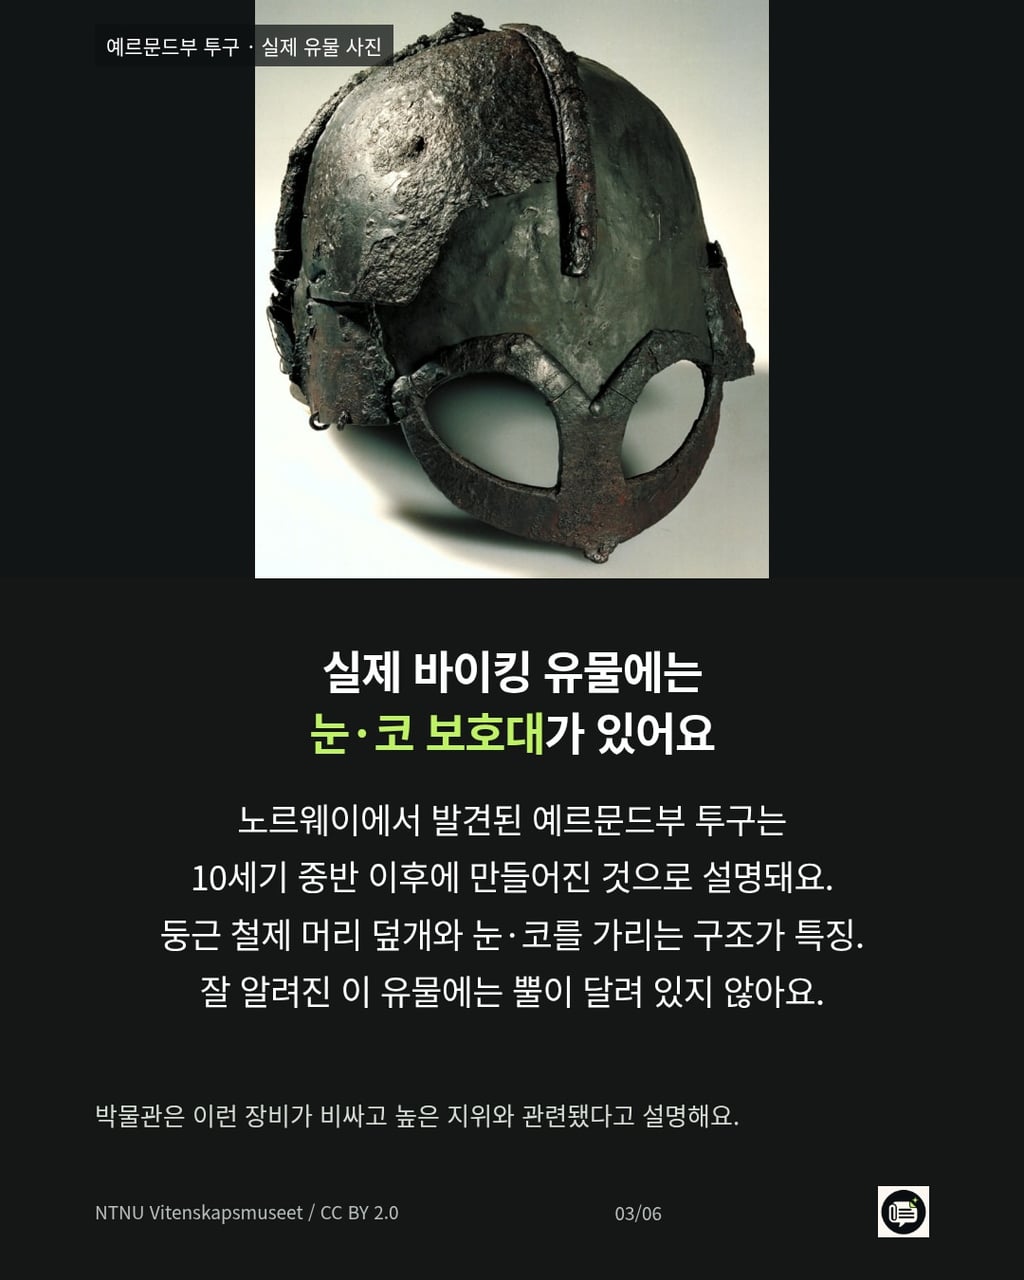 예르문드부 투구 · 실제 유물 사진
실제 바이킹 유물에는
눈·코 보호대가 있어요
노르웨이에서 발견된 예르문드부 투구는
10세기 중반 이후에 만들어진 것으로 설명돼요.
둥근 철제 머리 덮개와 눈·코를 가리는 구조가 특징.
잘 알려진 이 유물에는 뿔이 달려 있지 않아요.
박물관은 이런 장비가 비싸고 높은 지위와 관련됐다고 설명해요.
NTNU Vitenskapsmuseet / CC BY 2.0
03/06